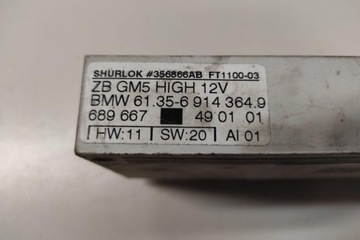 SHURLOK #356866AB FT1100-03
ZB GM5 HIGH 12V
BMW 61.35-6 914 364.9
689 667 49 01 01
HW:11 SW:20 AI 01